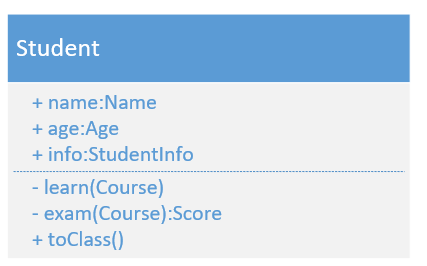 Student
+ name:Name
+ age:Age
+ info:StudentInfo
- learn(Course)
- exam(Course):Score
+ toClass()